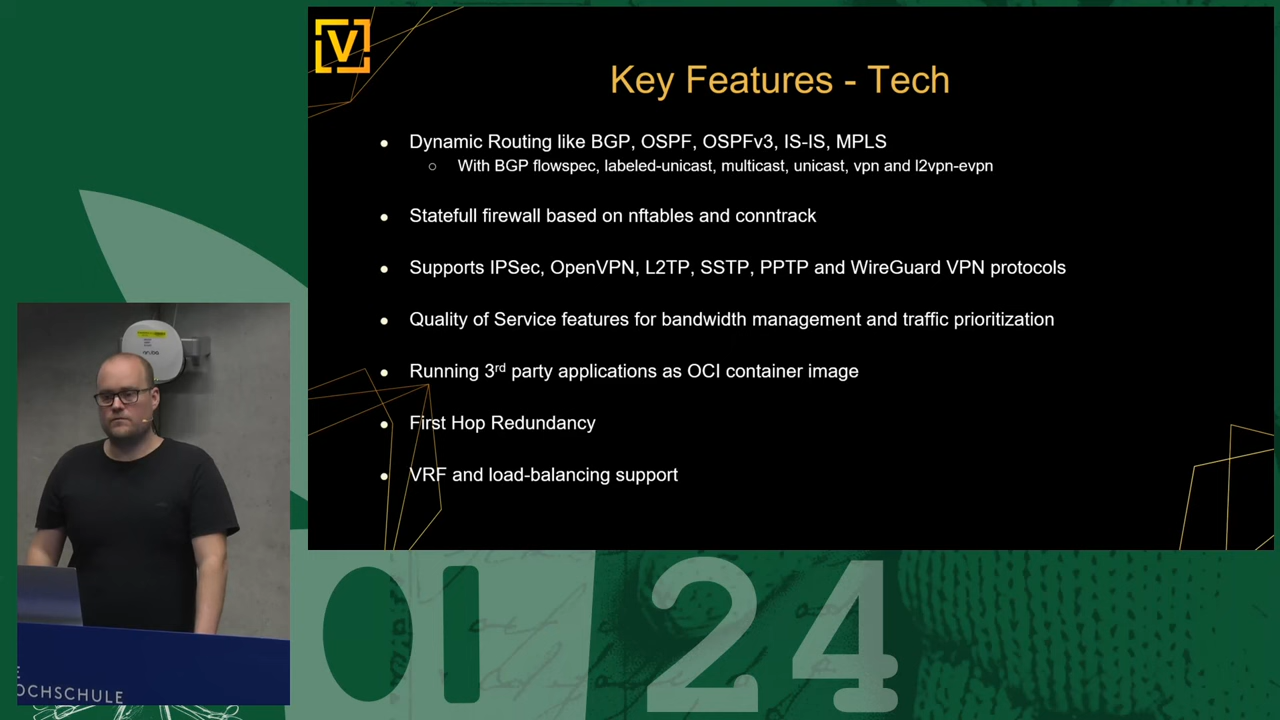 V
Key Features - Tech
Dynamic Routing like BGP, OSPF, OSPFv3, IS-IS, MPLS
With BGP flowspec, labeled-unicast, multicast, unicast, vpn and l2vpn-evpn
Statefull firewall based on nftables and conntrack
Supports IPSec, OpenVPN, L2TP, SSTP, PPTP and WireGuard VPN protocols
Quality of Service features for bandwidth management and traffic prioritization
Running 3rd party applications as OCI container image
First Hop Redundancy
VRF and load-balancing support
aruba
OCHSCHULE
24